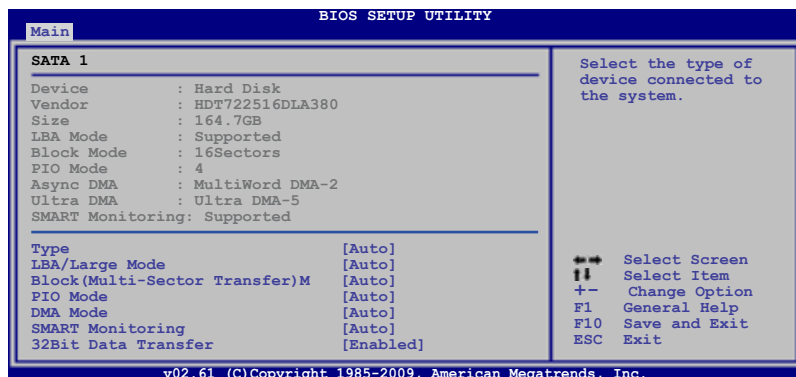 BIOS SETUP UTILITY
Main
SATA 1
Device : Hard Disk
Vendor : HDT722516DLA380
Size : 164.7GB
LBA Mode : Supported
Block Mode : 16Sectors
PIO Mode : 4
Async DMA : MultiWord DMA-2
Ultra DMA : Ultra DMA-5
SMART Monitoring: Supported
Type [Auto]
LBA/Large Mode [Auto]
Block(Multi-Sector Transfer)M [Auto]
PIO Mode [Auto]
DMA Mode [Auto]
SMART Monitoring [Auto]
32Bit Data Transfer [Enabled]
Select the type of
device connected to
the system.
Select Screen
Select Item
+- Change Option
F1 General Help
F10 Save and Exit
ESC Exit
v02.61 (C)Copyright 1985-2009, American Megatrends, Inc.